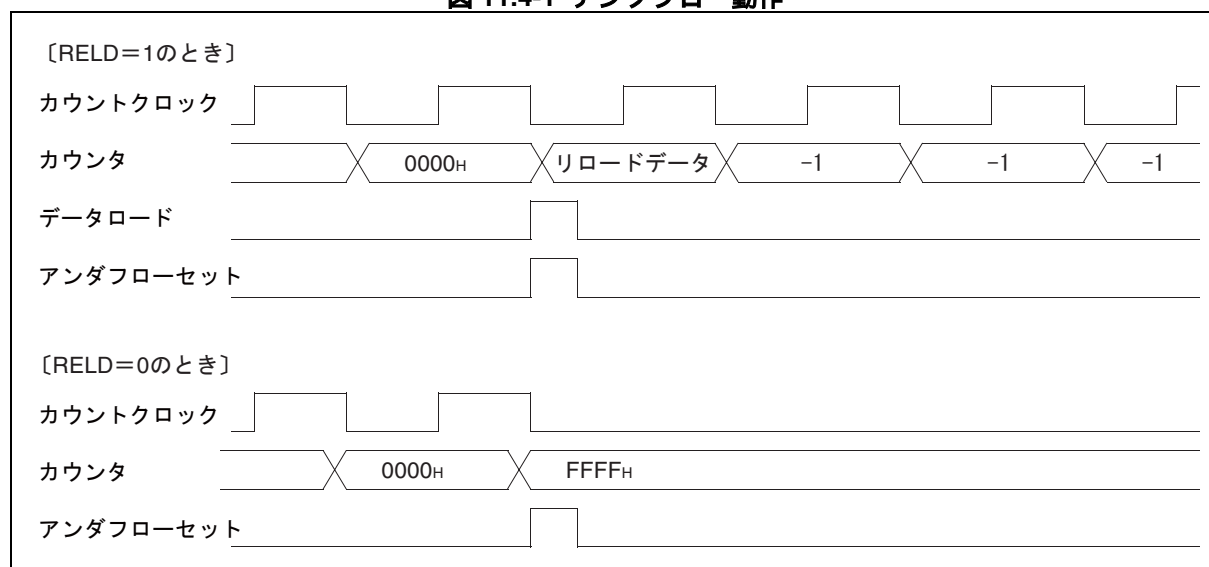 〔RELD=1のとき〕
カウントクロック
カウンタ 0000H リロードデータ -1 -1 -1
データロード
アンダフローセット
〔RELD=0のとき〕
カウントクロック
カウンタ 0000H FFFFH
アンダフローセット